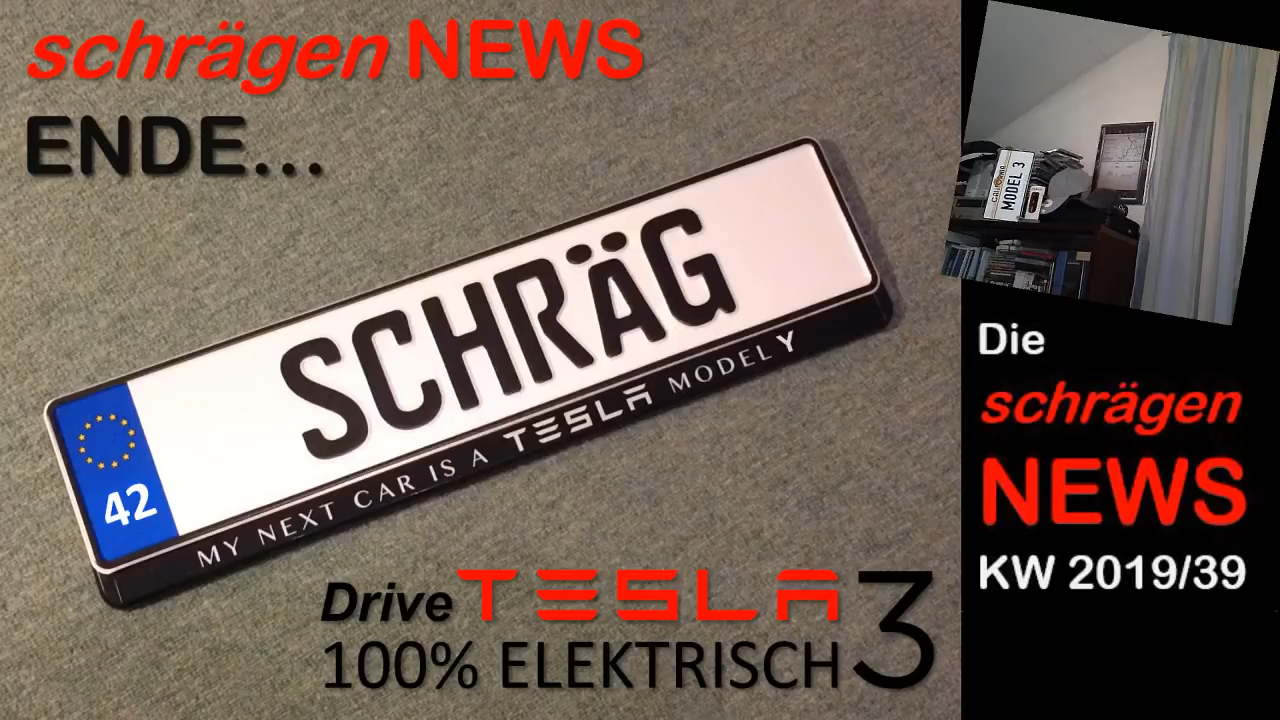 schrägen NEWS
ENDE...
SCHRÄG
42
MY NEXT CAR IS A TESLA MODEL Y
Drive TESLA 3
100% ELEKTRISCH
CALIFORNIA
MODEL 3
Die
schrägen
NEWS
KW 2019/39